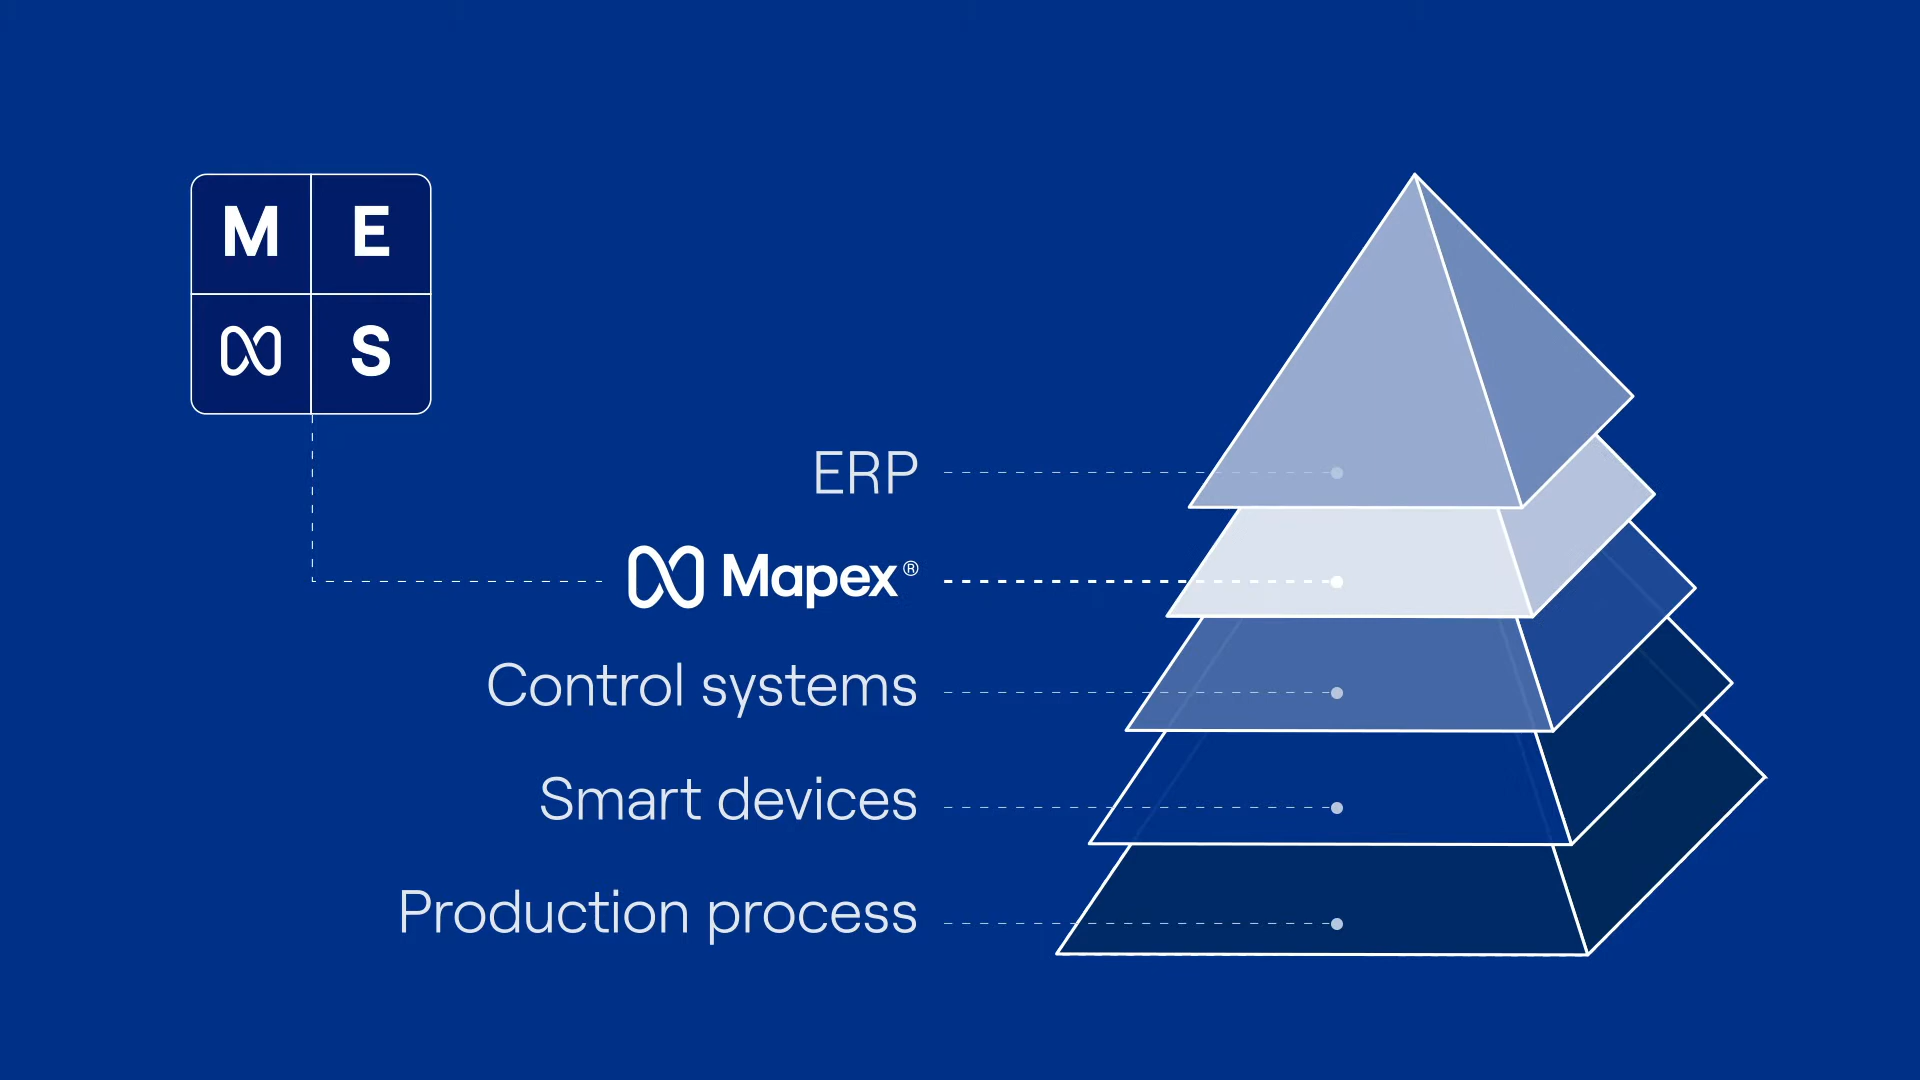 M E
S
ERP
Mapex®
Control systems
Smart devices
Production process